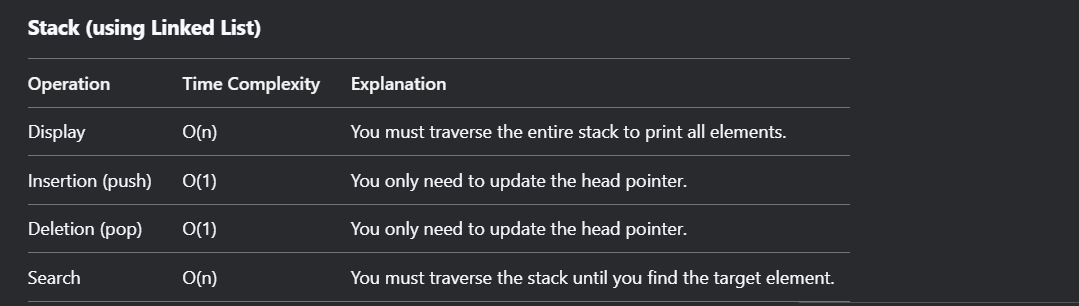 Stack (using Linked List)
Operation Time Complexity Explanation
Display O(n) You must traverse the entire stack to print all elements.
Insertion (push) O(1) You only need to update the head pointer.
Deletion (pop) O(1) You only need to update the head pointer.
Search O(n) You must traverse the stack until you find the target element.